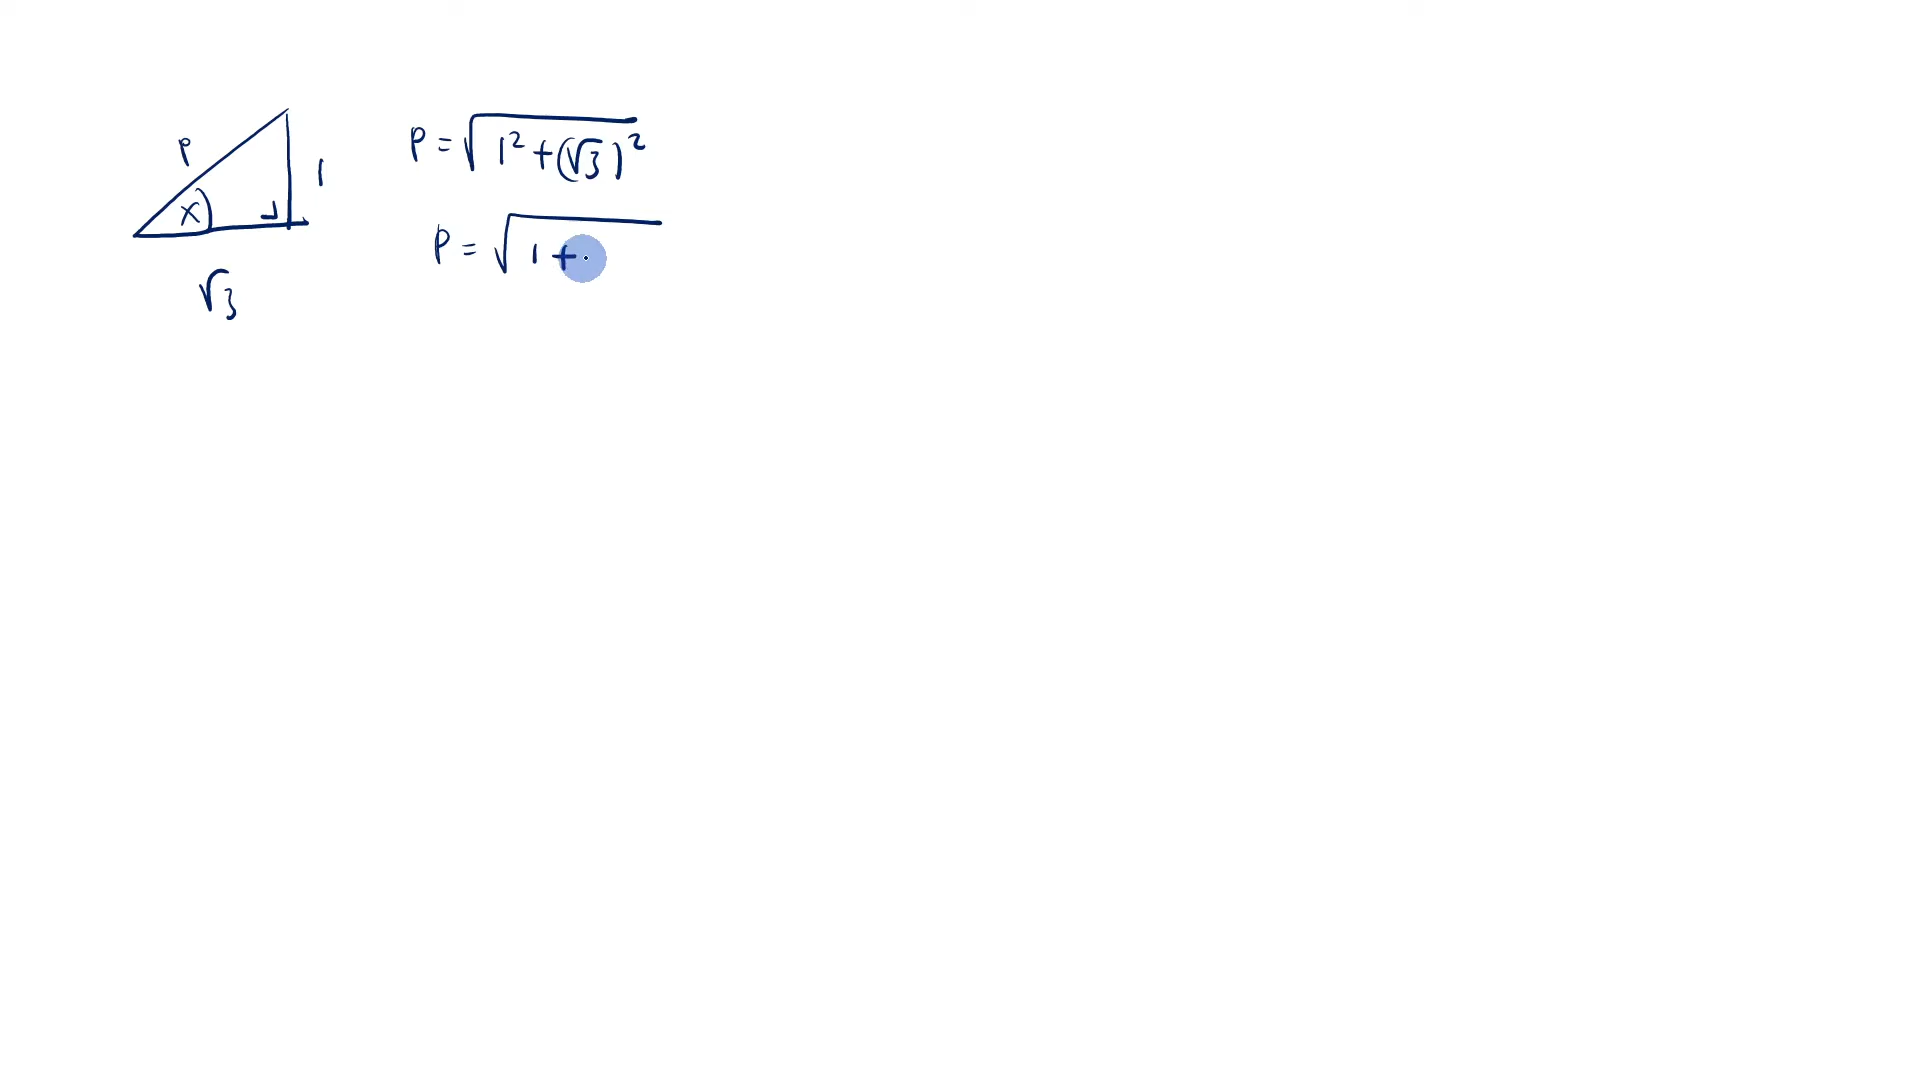 P
1
x
√3
P = √(1² + (√3)²)
P = √(1 +